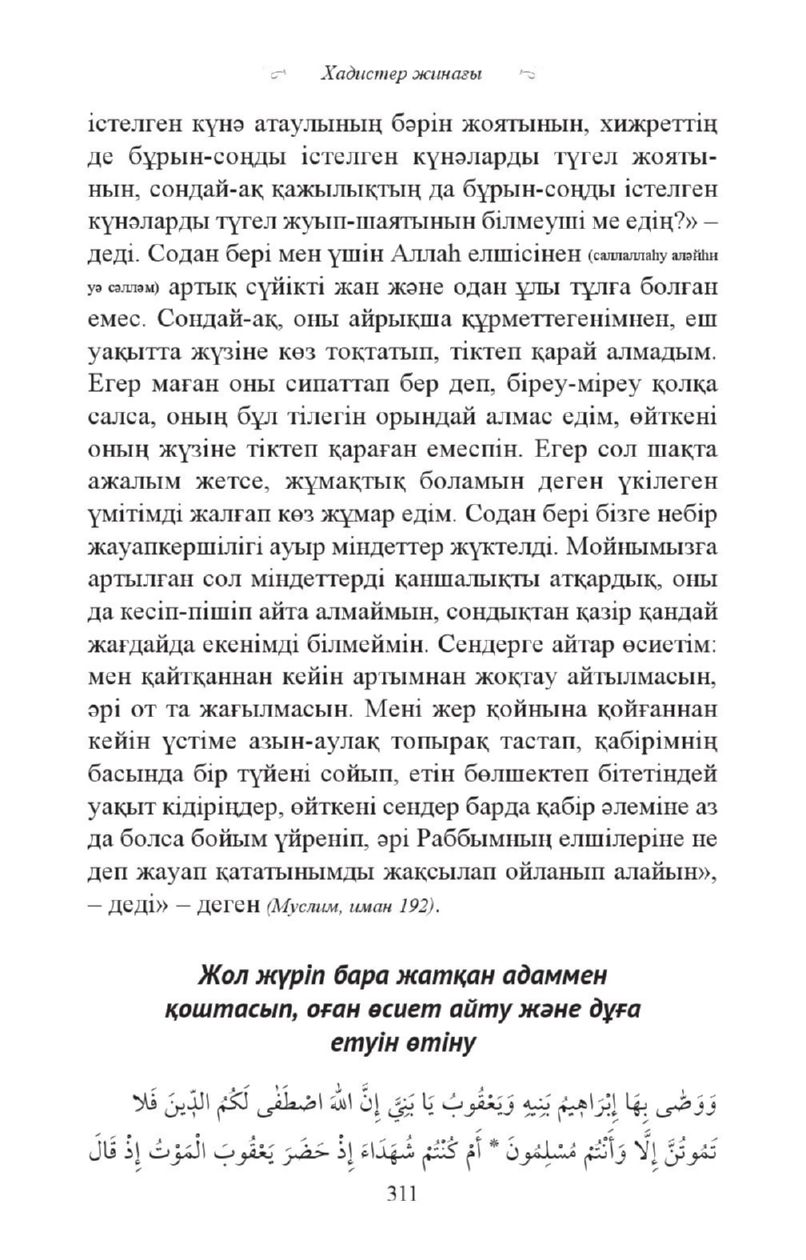 Хадистер жинағы
істелген күнә атаулының бәрін жоятынын, хижреттің
де бұрын-соңды істелген күнәларды түгел жояты-
нын, сондай-ақ қажылықтың да бұрын-соңды істелген
күнәларды түгел жуып-шаятынын білмеуші ме едің?» –
деді. Содан бері мен үшін Аллаһ елшісінен (саллаллаһу аләйһи
уә сәлләм) артық сүйікті жан және одан ұлы тұлға болған
емес. Сондай-ақ, оны айрықша құрметтегенімнен, еш
уақытта жүзіне көз тоқтатып, тіктеп қарай алмадым.
Егер маған оны сипаттап бер деп, біреу-міреу қолқа
салса, оның бұл тілегін орындай алмас едім, өйткені
оның жүзіне тіктеп қараған емеспін. Егер сол шақта
ажалым жетсе, жұмақтық боламын деген үкілеген
үмітімді жалғап көз жұмар едім. Содан бері бізге небір
жауапкершілігі ауыр міндеттер жүктелді. Мойнымызға
артылған сол міндеттерді қаншалықты атқардық, оны
да кесіп-пішіп айта алмаймын, сондықтан қазір қандай
жағдайда екенімді білмеймін. Сендерге айтар өсиетім:
мен қайтқаннан кейін артымнан жоқтау айтылмасын,
әрі от та жағылмасын. Мені жер қойнына қойғаннан
кейін үстіме азын-аулақ топырақ тастап, қабірімнің
басында бір түйені сойып, етін бөлшектеп бітетіндей
уақыт кідіріңдер, өйткені сендер барда қабір әлеміне аз
да болса бойым үйреніп, әрі Раббымның елшілеріне не
деп жауап қататынымды жақсылап ойланып алайын»,
– деді» – деген (Муслим, иман 192).
Жол жүріп бара жатқан адаммен
қоштасып, оған өсиет айту және дұға
етуін өтіну
وَوَصّٰى بِهَا إِبْرَاهِيمُ بَنِيهِ وَيَعْقُوبُ يَا بَنِيَّ إِنَّ اللهَ اصْطَفٰى لَكُمُ الدِّينَ فَلا
تَمُوتُنَّ إِلَّا وَأَنْتُمْ مُسْلِمُونَ * أَمْ كُنْتُمْ شُهَدَاءَ إِذْ حَضَرَ يَعْقُوبَ الْمَوْتُ إِذْ قَالَ
311